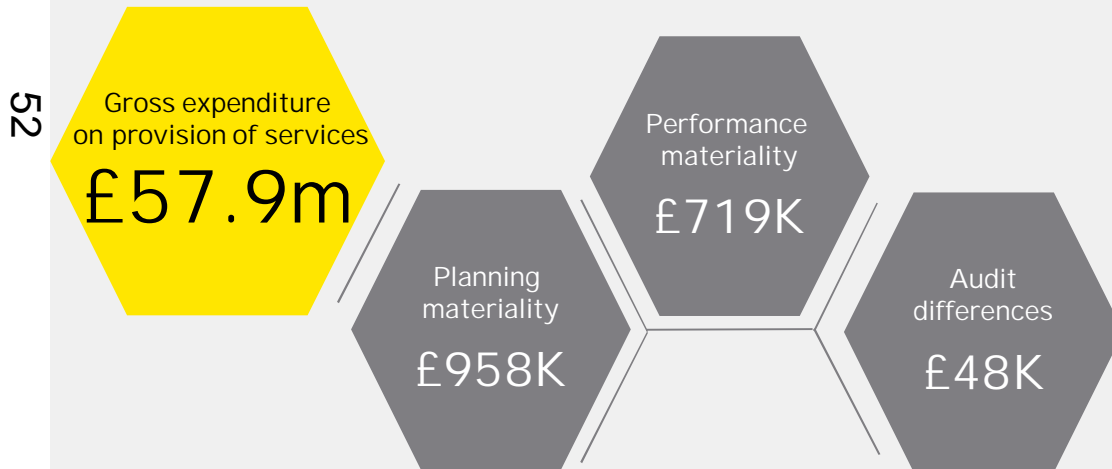 52
Gross expenditure
on provision of services
£57.9m
Planning
materiality
£958K
Performance
materiality
£719K
Audit
differences
£48K